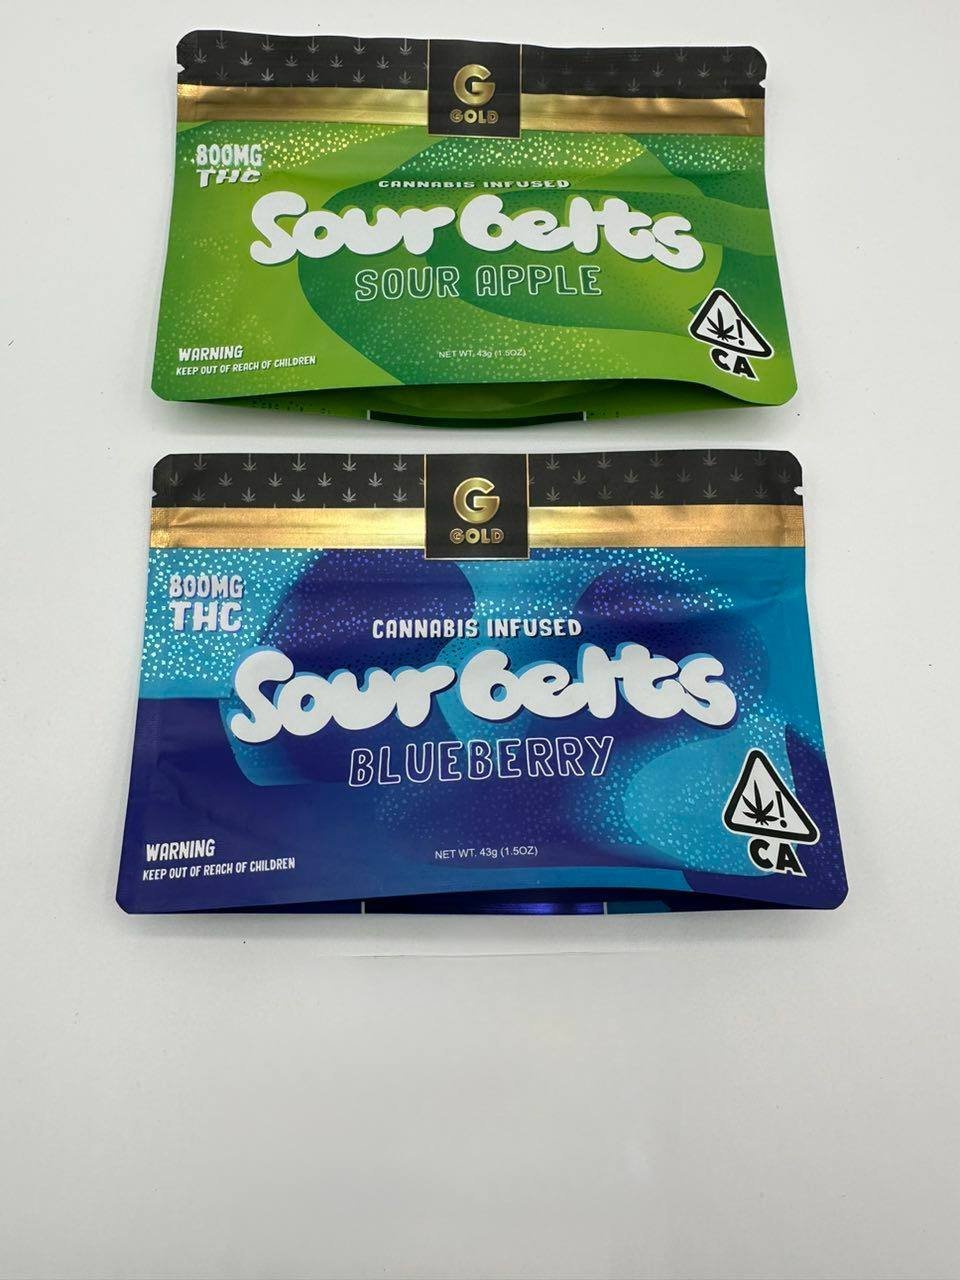 G
GOLD
800MG
THC
CANNABIS INFUSED
Sour belts
SOUR APPLE
WARNING
KEEP OUT OF REACH OF CHILDREN
NET WT. 43g (1.5OZ)
!
CA
G
GOLD
800MG
THC
CANNABIS INFUSED
Sour belts
BLUEBERRY
WARNING
KEEP OUT OF REACH OF CHILDREN
NET WT. 43g (1.5OZ)
!
CA